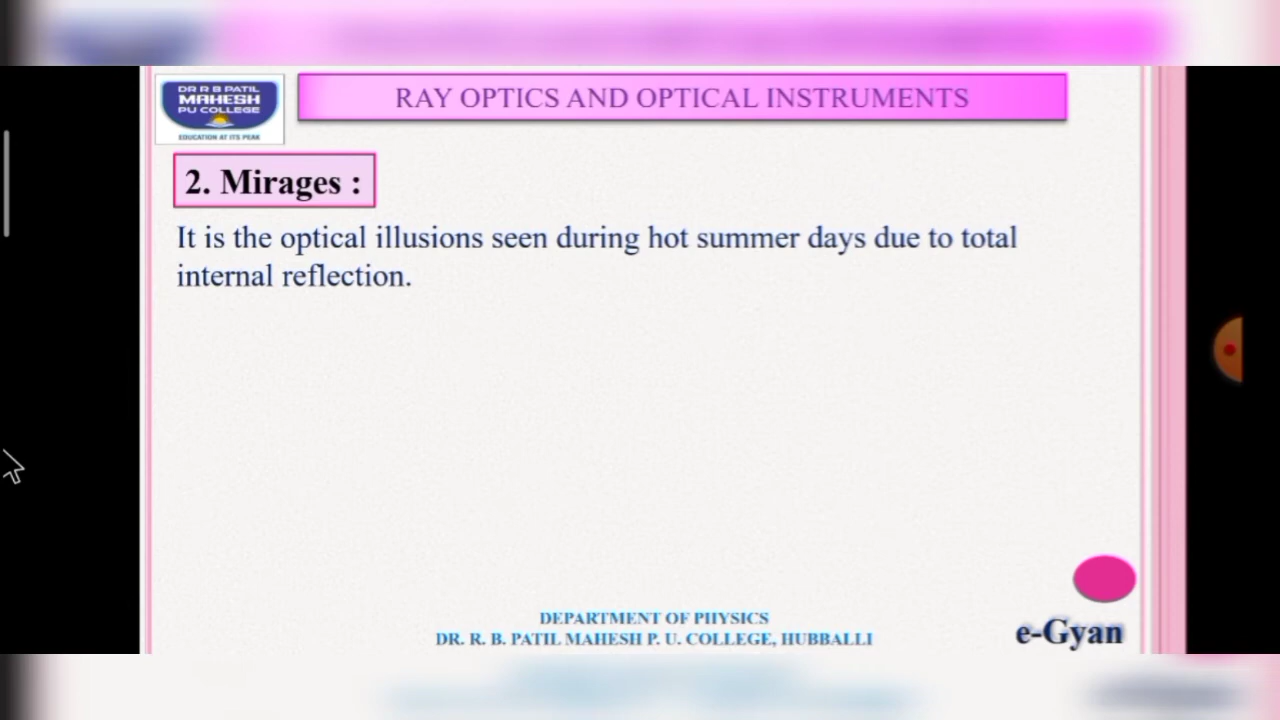 DR R B PATIL
MAHESH
PU COLLEGE
EDUCATION AT ITS PEAK
RAY OPTICS AND OPTICAL INSTRUMENTS
2. Mirages :
It is the optical illusions seen during hot summer days due to total
internal reflection.
DEPARTMENT OF PHYSICS
DR. R. B. PATIL MAHESH P. U. COLLEGE, HUBBALLI
e-Gyan